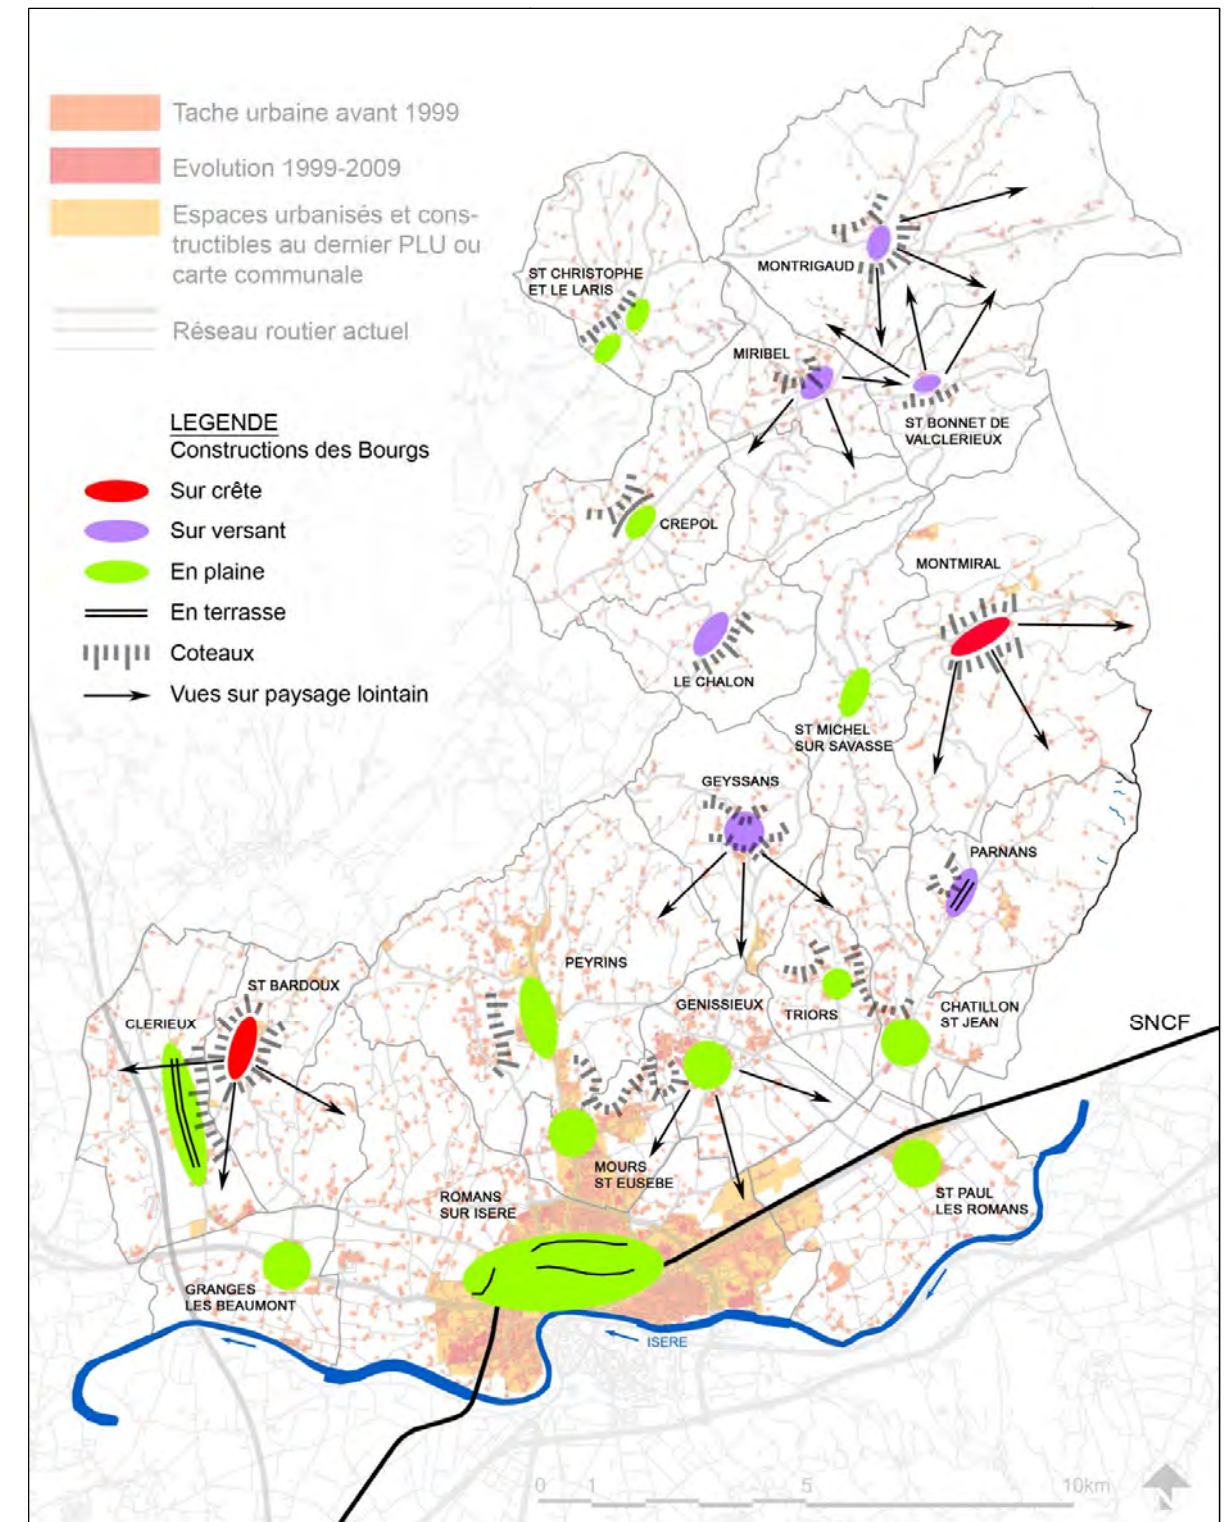 Tache urbaine avant 1999
Evolution 1999-2009
Espaces urbanisés et cons-
tructibles au dernier PLU ou
carte communale
Réseau routier actuel
LEGENDE
Constructions des Bourgs
Sur crête
Sur versant
En plaine
En terrasse
Coteaux
Vues sur paysage lointain
MONTRIGAUD
ST CHRISTOPHE
ET LE LARIS
MIRIBEL
ST BONNET DE
VALCLERIEUX
CREPOL
MONTMIRAL
LE CHALON
ST MICHEL
SUR SAVASSE
GEYSSANS
PARNANS
PEYRINS
ST BARDOUX
GENISSIEUX
TRIORS
CHATILLON
ST JEAN
CLERIEUX
SNCF
MOURS
ST EUSEBE
ROMANS
SUR ISERE
ST PAUL
LES ROMANS
GRANGES
LES BEAUMONT
ISERE
0 1 5 10km
N